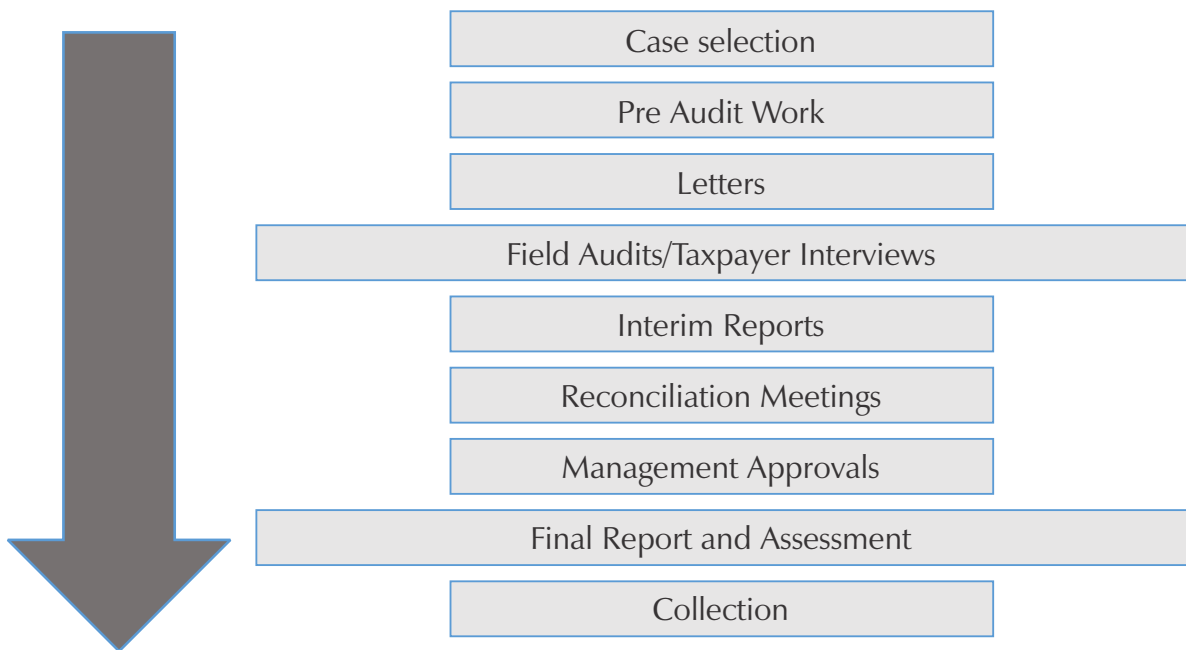 Case selection
Pre Audit Work
Letters
Field Audits/Taxpayer Interviews
Interim Reports
Reconciliation Meetings
Management Approvals
Final Report and Assessment
Collection